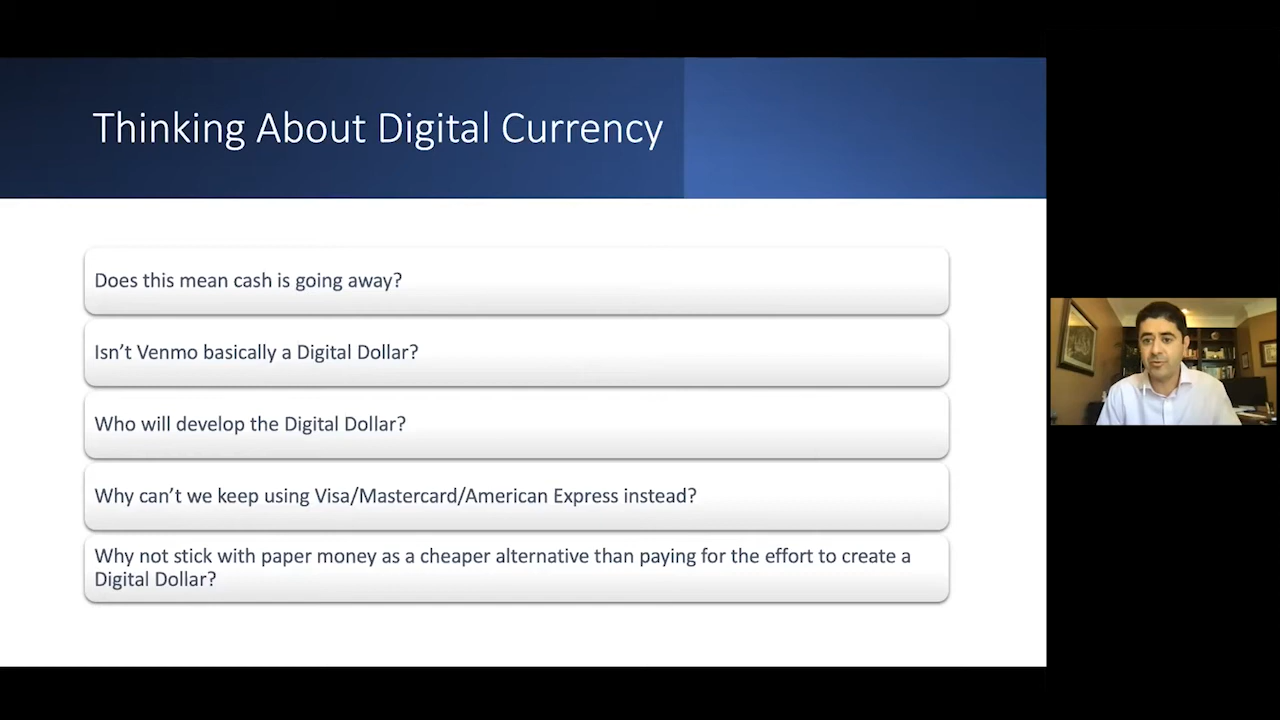 Thinking About Digital Currency
Does this mean cash is going away?
Isn’t Venmo basically a Digital Dollar?
Who will develop the Digital Dollar?
Why can’t we keep using Visa/Mastercard/American Express instead?
Why not stick with paper money as a cheaper alternative than paying for the effort to create a
Digital Dollar?